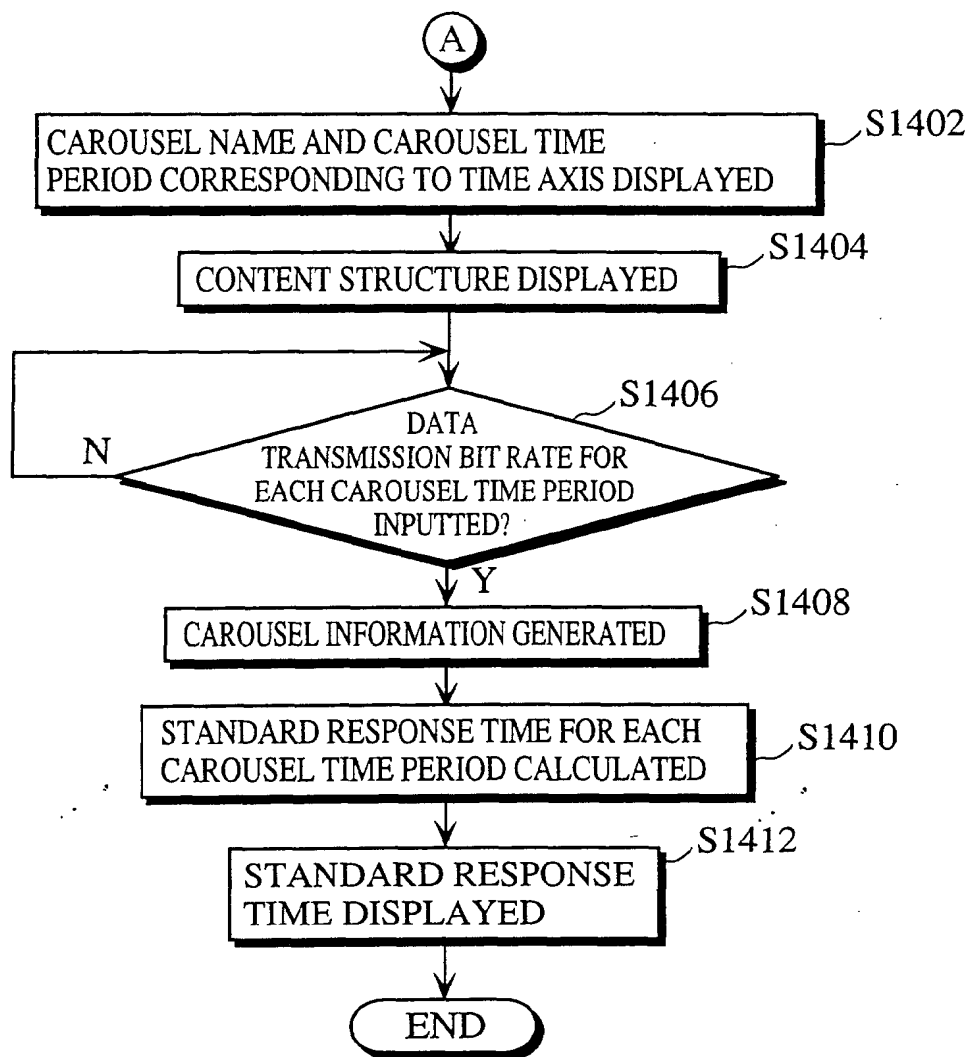 A
CAROUSEL NAME AND CAROUSEL TIME
PERIOD CORRESPONDING TO TIME AXIS DISPLAYED
S1402
CONTENT STRUCTURE DISPLAYED
S1404
DATA
TRANSMISSION BIT RATE FOR
EACH CAROUSEL TIME PERIOD
INPUTTED?
S1406
N
Y
CAROUSEL INFORMATION GENERATED
S1408
STANDARD RESPONSE TIME FOR EACH
CAROUSEL TIME PERIOD CALCULATED
S1410
STANDARD RESPONSE
TIME DISPLAYED
S1412
END